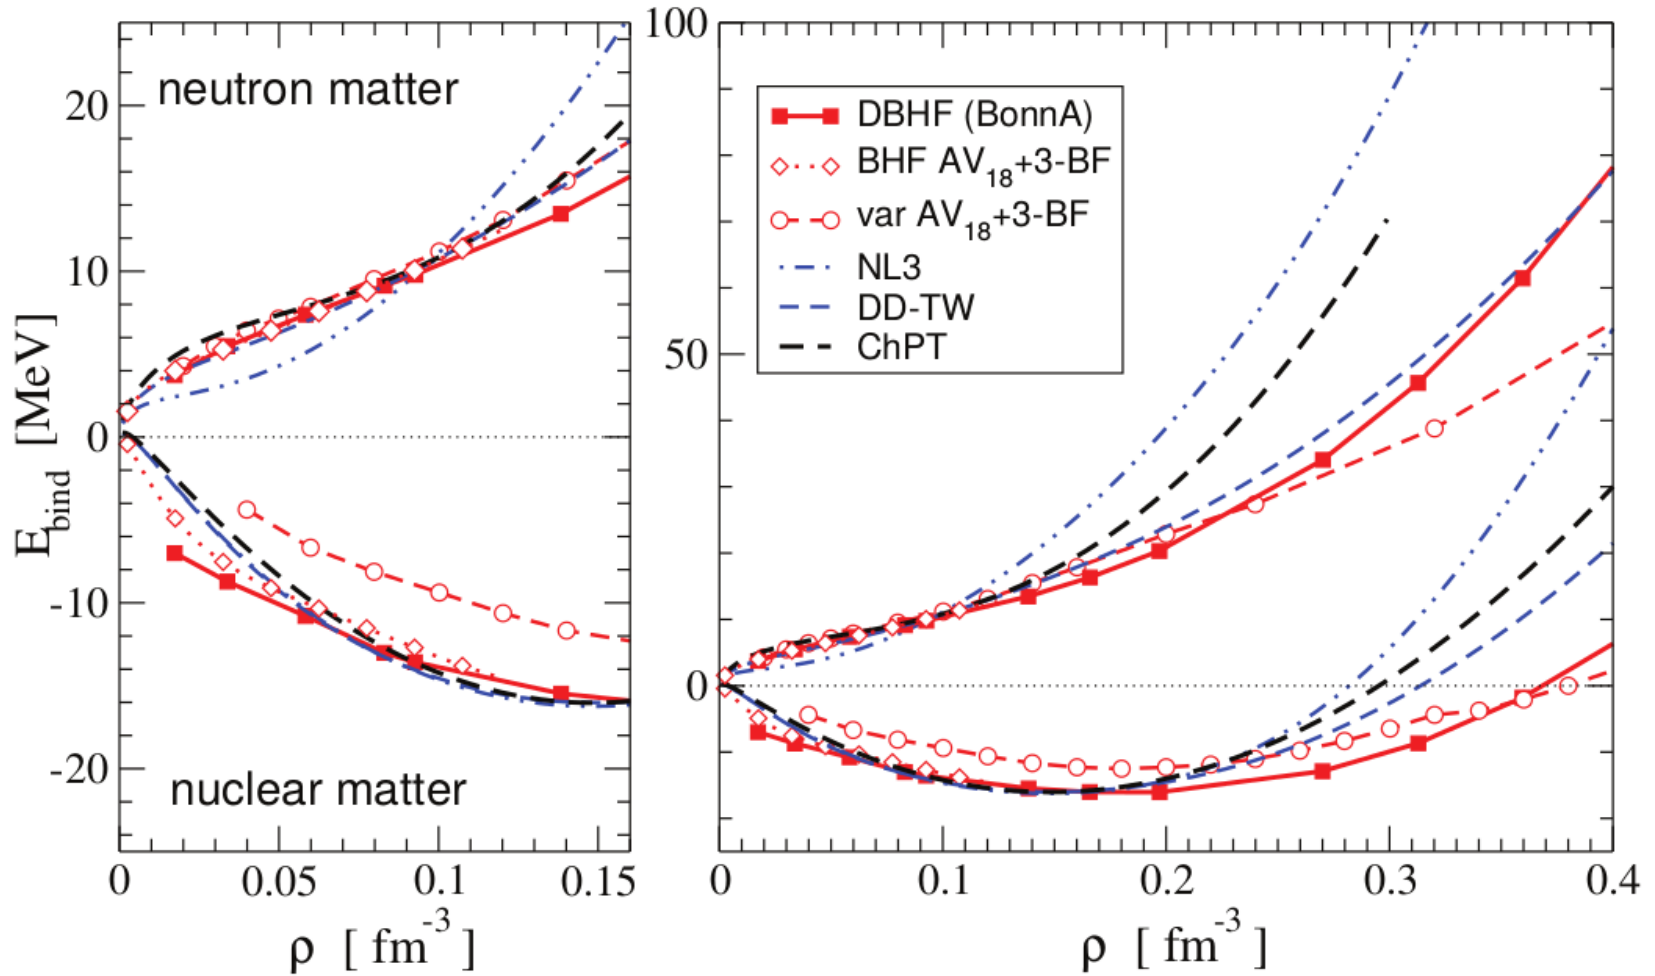 neutron matter
nuclear matter
E_bind [MeV]
20
10
0
-10
-20
0
0.05
0.1
0.15
ρ [ fm^-3 ]
DBHF (BonnA)
BHF AV_18+3-BF
var AV_18+3-BF
NL3
DD-TW
ChPT
100
50
0
0
0.1
0.2
0.3
0.4
ρ [ fm^-3 ]